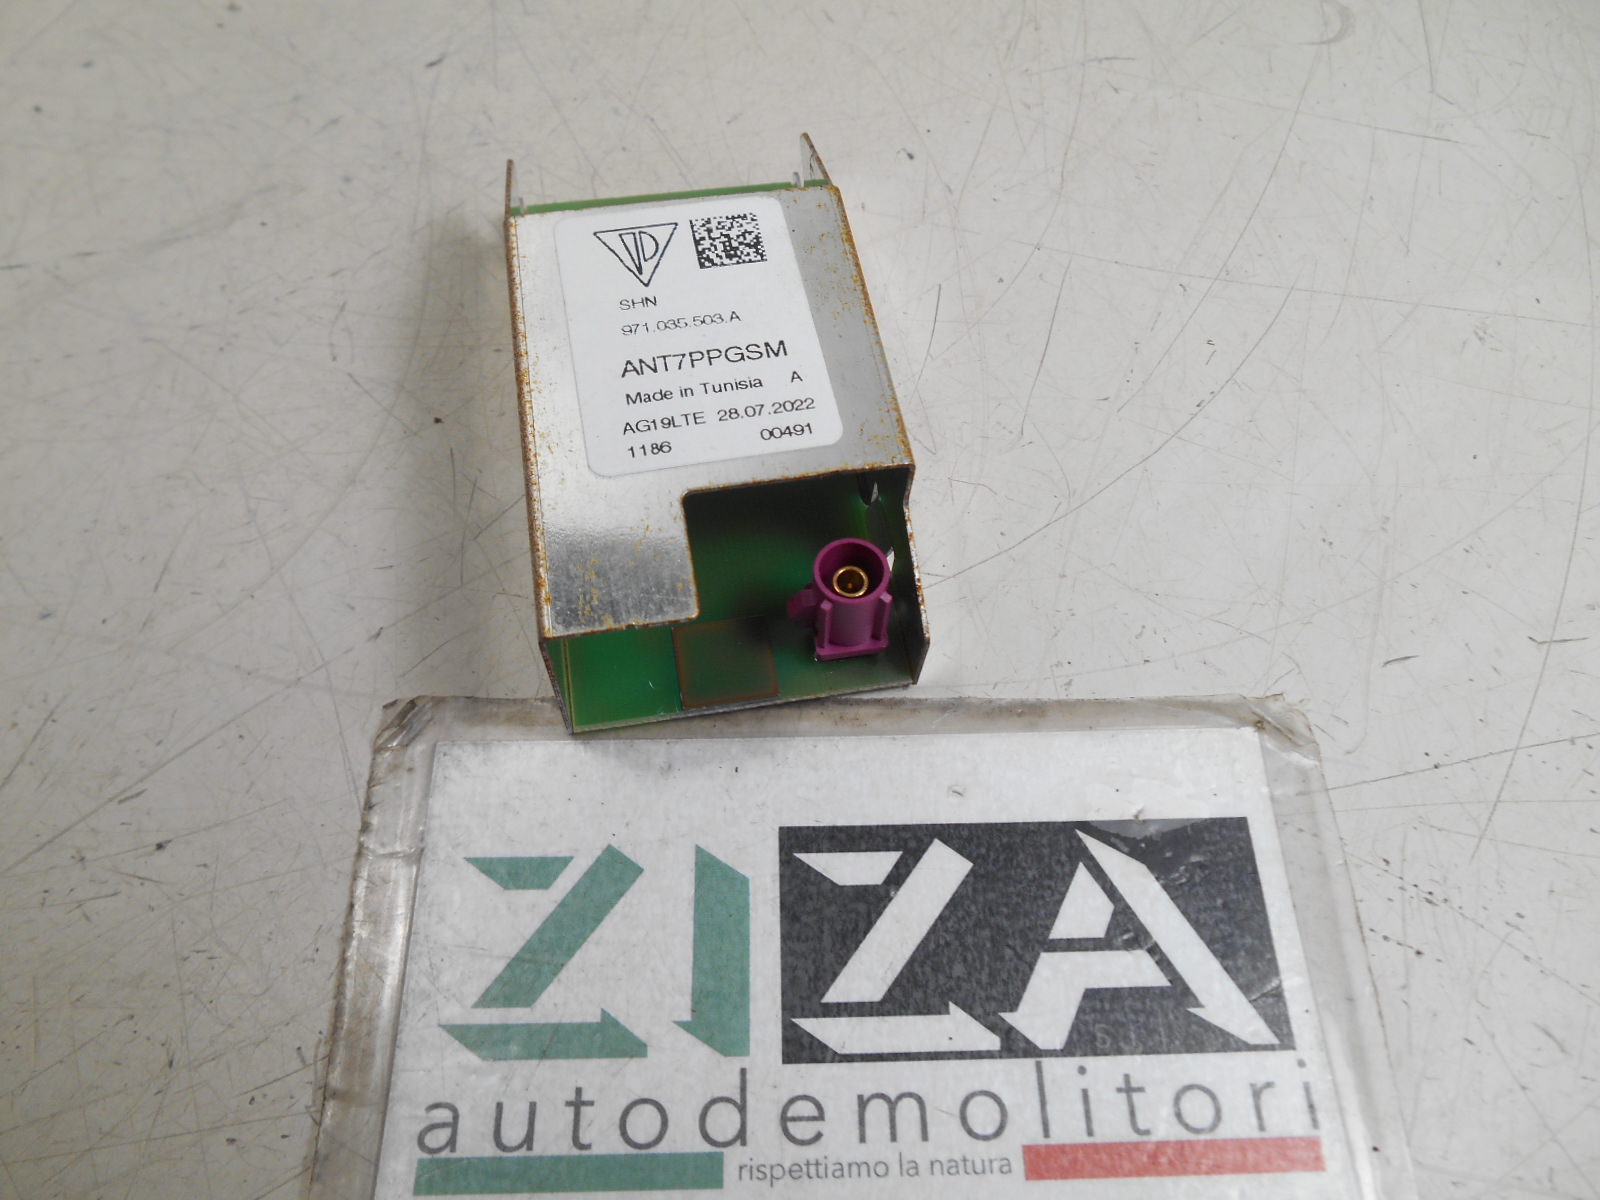 SHN
971.035.503.A
ANT7PPGSM
Made in Tunisia A
AG19LTE 28.07.2022
1186 00491
ZIZA
autodemolitori
rispettiamo la natura